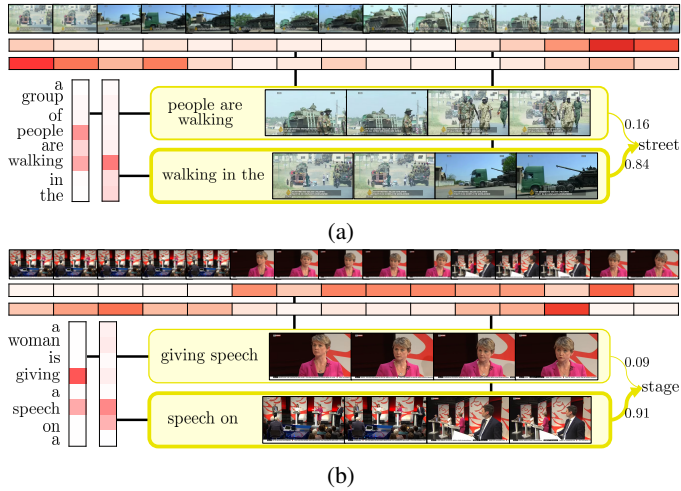 a
group
of
people
are
walking
in
the
people are
walking
walking in the
0.16
street
0.84
(a)
a
woman
is
giving
a
speech
on
a
giving speech
speech on
0.09
stage
0.91
(b)